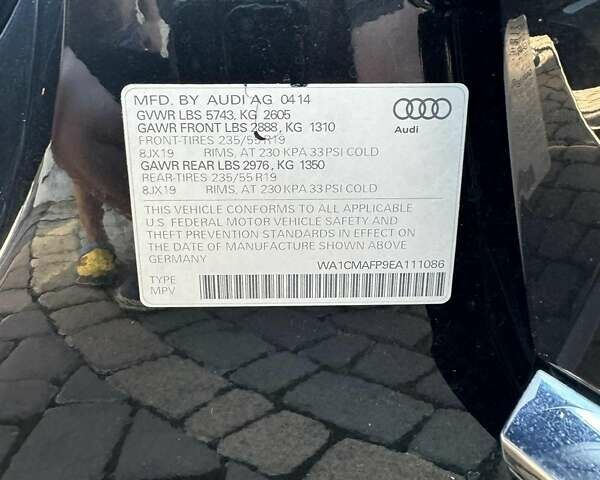 MFD. BY AUDI AG 04 14
GVWR LBS 5743, KG 2605
GAWR FRONT LBS 2888, KG 1310
FRONT-TIRES 235/55 R19
8JX19 RIMS, AT 230 KPA 33 PSI COLD
GAWR REAR LBS 2976, KG 1350
REAR-TIRES 235/55 R19
8JX19 RIMS, AT 230 KPA 33 PSI COLD
Audi
THIS VEHICLE CONFORMS TO ALL APPLICABLE
U.S. FEDERAL MOTOR VEHICLE SAFETY AND
THEFT PREVENTION STANDARDS IN EFFECT ON
THE DATE OF MANUFACTURE SHOWN ABOVE
GERMANY WA1CMAFP9EA111086
TYPE
MPV